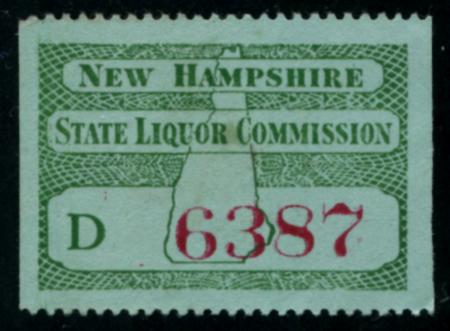 NEW HAMPSHIRE
STATE LIQUOR COMMISSION
D 6387